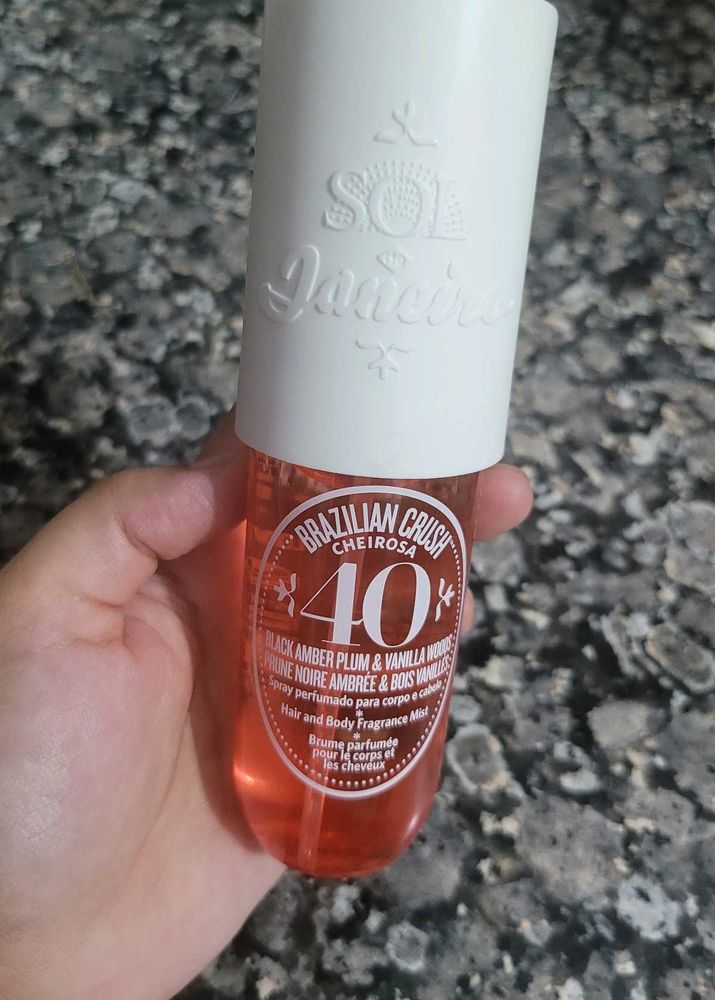 SOL
de
Janeiro
BRAZILIAN CRUSH
CHEIROSA
40
BLACK AMBER PLUM & VANILLA WOODS
PRUNE NOIRE AMBRÉE & BOIS VANILLÉS
Spray perfumado para corpo e cabelo
*
Hair and Body Fragrance Mist
*
Brume parfumée
pour le corps et
les cheveux